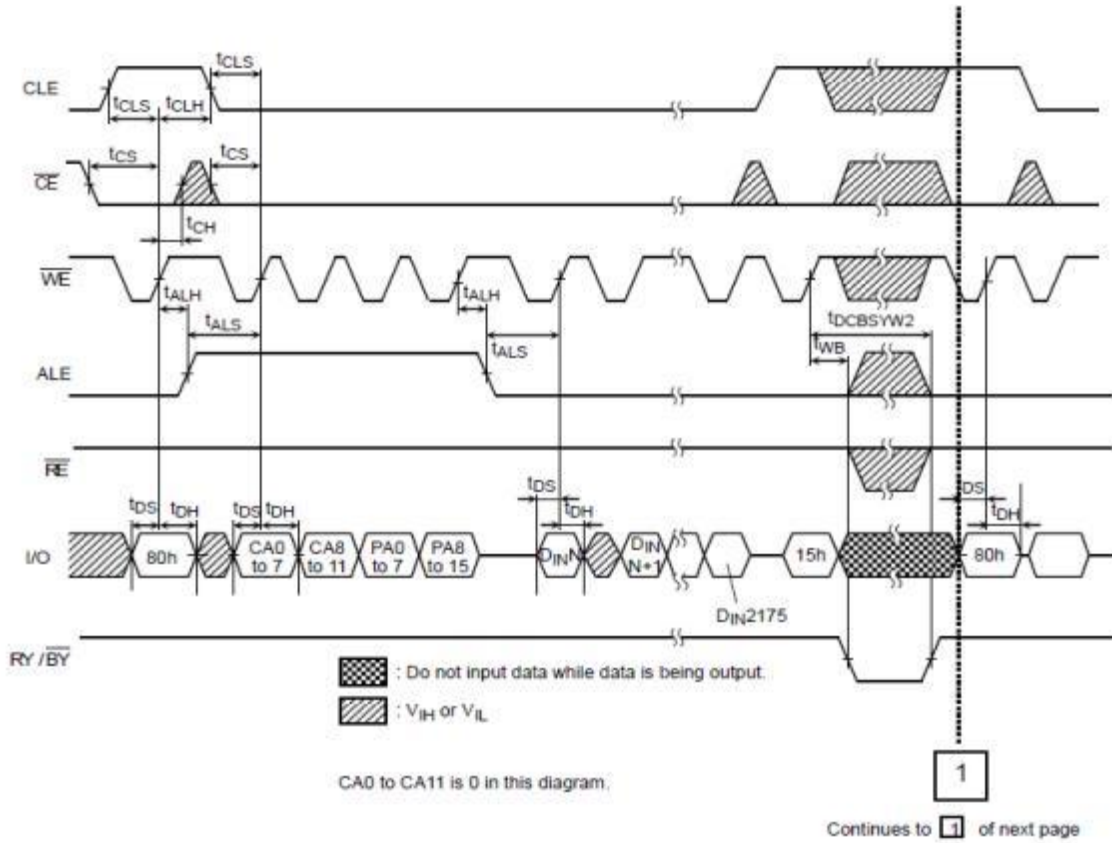 tCLS
CLE
tCLS tCLH
tCS tCS
CE
tCH
WE
tALH tALH
tALS tALS tDCBSYW2
tWB
ALE
RE
tDS tDH tDS tDH tDS tDH DS tDH
I/O 80h CA0 to 7 CA8 to 11 PA0 to 7 PA8 to 15 DINN DIN N+1 15h 80h
DIN2175
RY /BY
: Do not input data while data is being output.
: VIH or VIL
CA0 to CA11 is 0 in this diagram.
1
Continues to 1 of next page